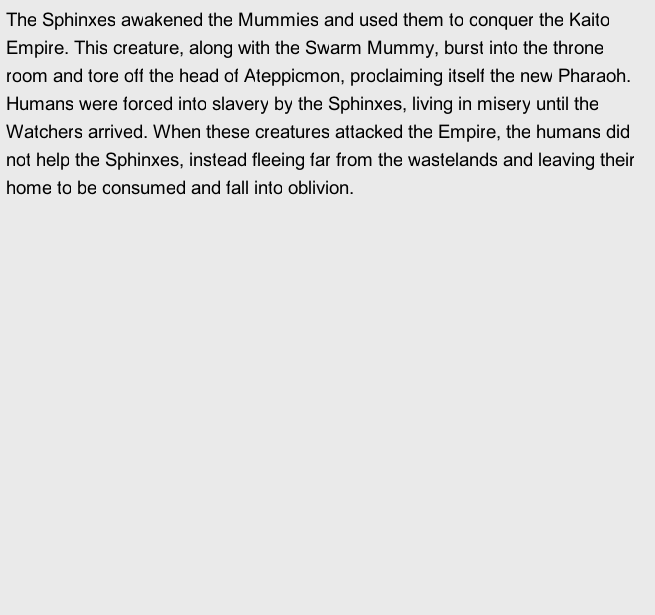 The Sphinxes awakened the Mummies and used them to conquer the Kaito
Empire. This creature, along with the Swarm Mummy, burst into the throne
room and tore off the head of Ateppicmon, proclaiming itself the new Pharaoh.
Humans were forced into slavery by the Sphinxes, living in misery until the
Watchers arrived. When these creatures attacked the Empire, the humans did
not help the Sphinxes, instead fleeing far from the wastelands and leaving their
home to be consumed and fall into oblivion.